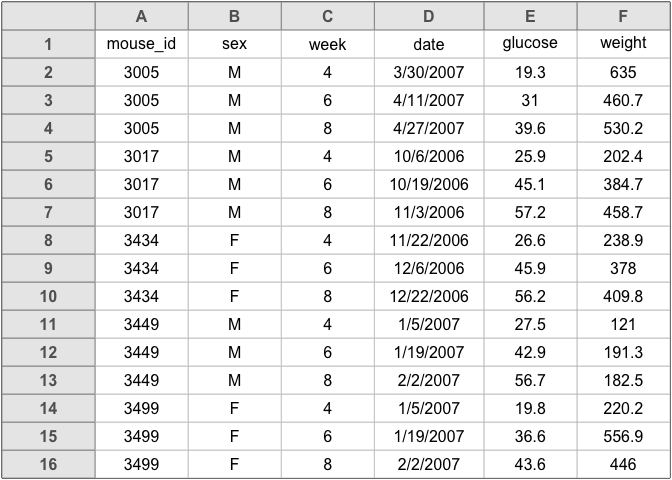 A B C D E F
1 mouse_id sex week date glucose weight
2 3005 M 4 3/30/2007 19.3 635
3 3005 M 6 4/11/2007 31 460.7
4 3005 M 8 4/27/2007 39.6 530.2
5 3017 M 4 10/6/2006 25.9 202.4
6 3017 M 6 10/19/2006 45.1 384.7
7 3017 M 8 11/3/2006 57.2 458.7
8 3434 F 4 11/22/2006 26.6 238.9
9 3434 F 6 12/6/2006 45.9 378
10 3434 F 8 12/22/2006 56.2 409.8
11 3449 M 4 1/5/2007 27.5 121
12 3449 M 6 1/19/2007 42.9 191.3
13 3449 M 8 2/2/2007 56.7 182.5
14 3499 F 4 1/5/2007 19.8 220.2
15 3499 F 6 1/19/2007 36.6 556.9
16 3499 F 8 2/2/2007 43.6 446